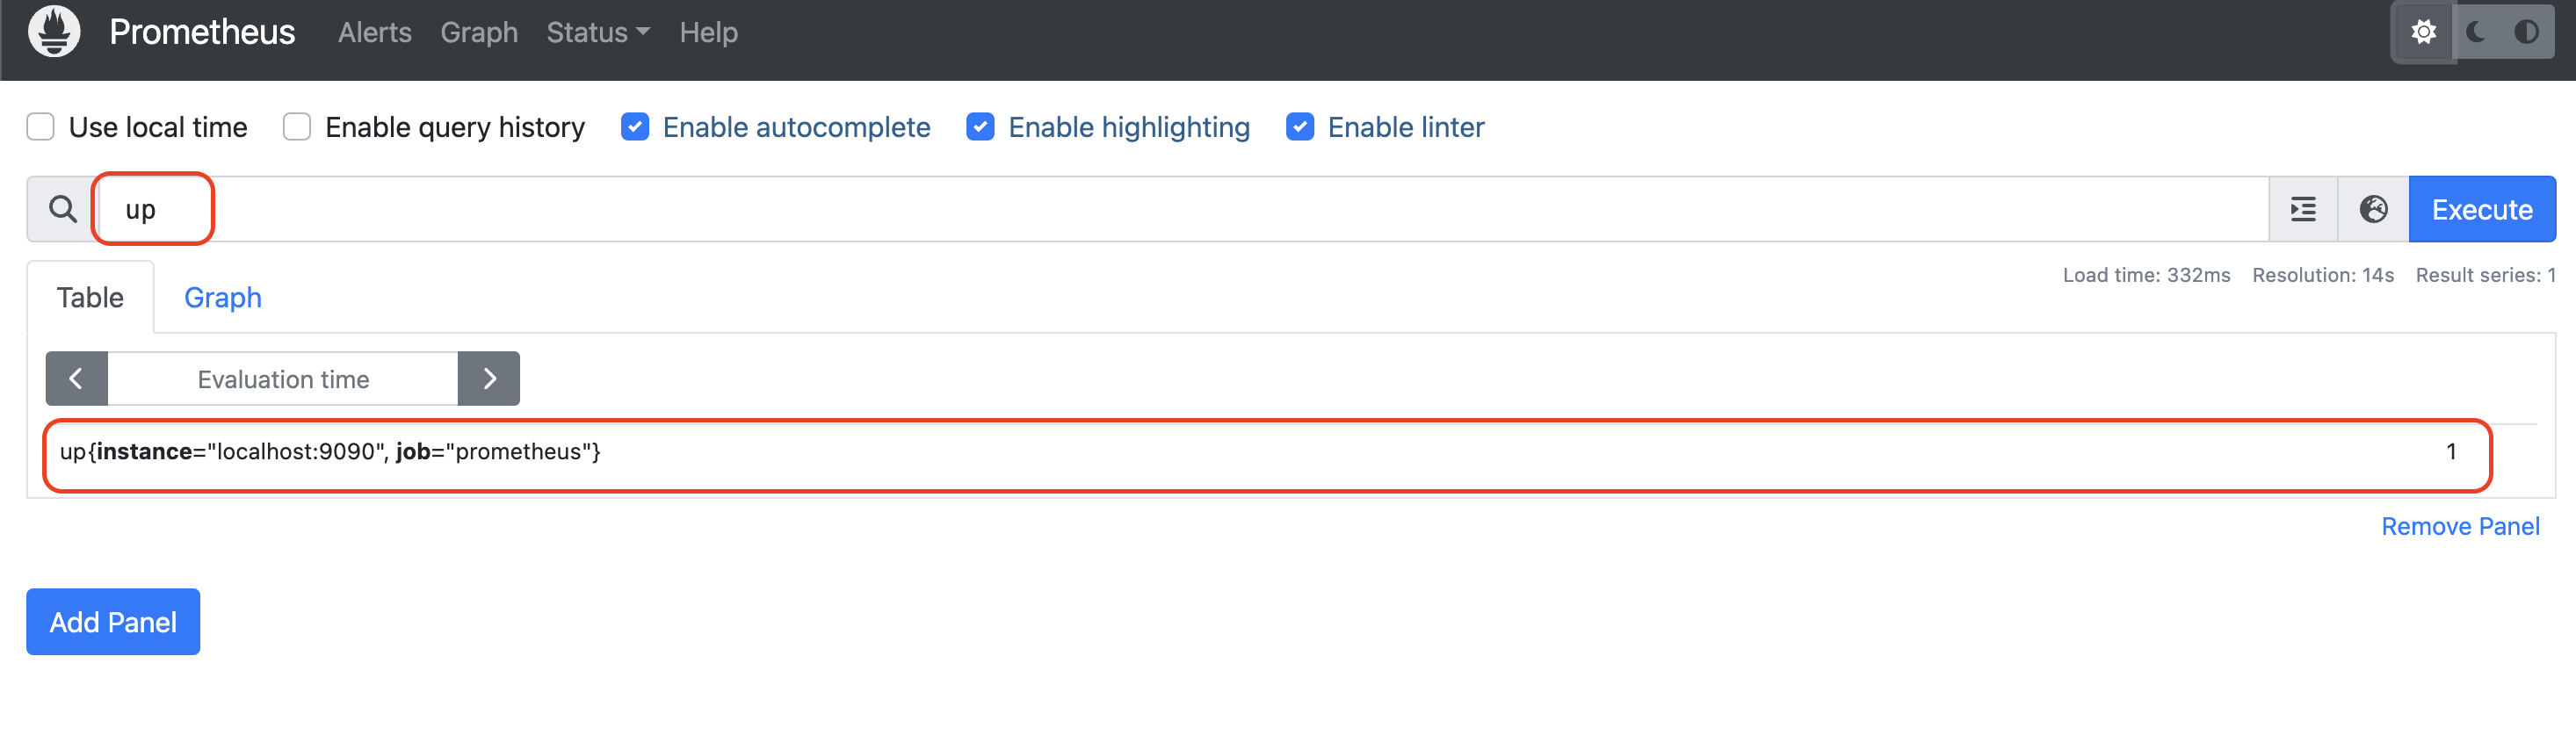 Prometheus Alerts Graph Status Help
Use local time Enable query history Enable autocomplete Enable highlighting Enable linter
up Execute
Table Graph Load time: 332ms Resolution: 14s Result series: 1
Evaluation time
up{instance="localhost:9090", job="prometheus"} 1
Remove Panel
Add Panel